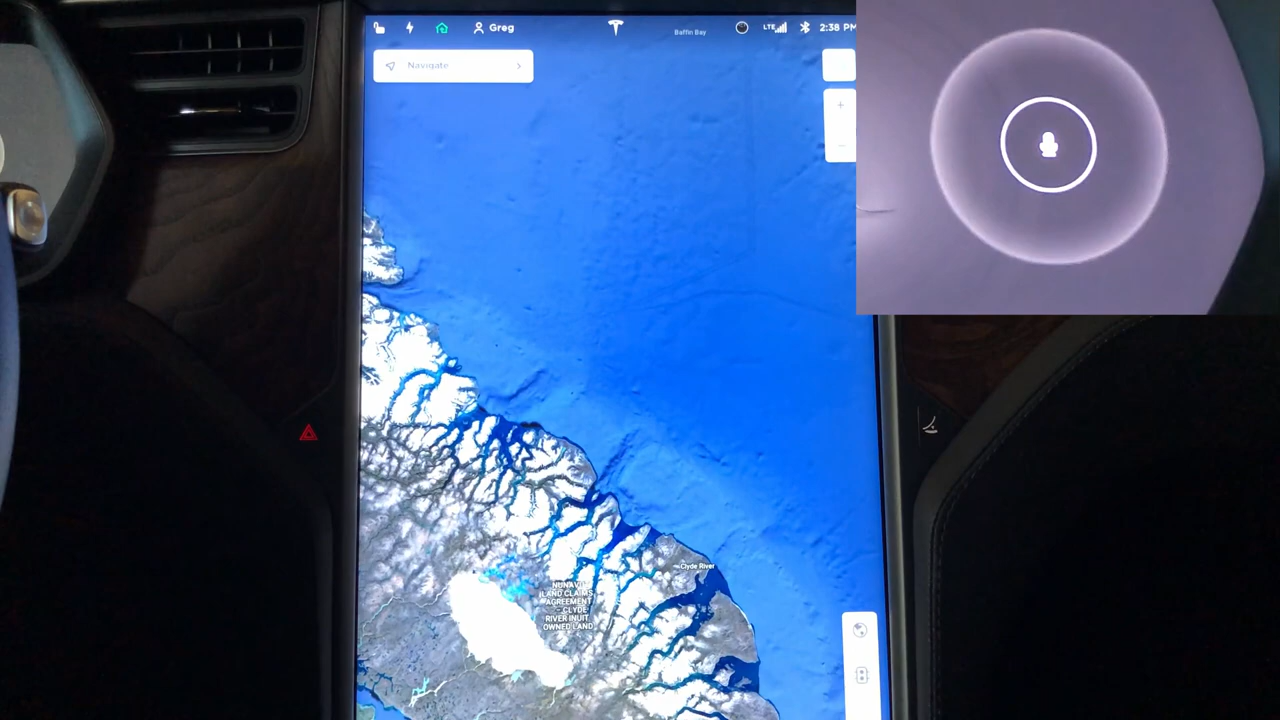 Greg
Baffin Bay
LTE
2:38 PM
Navigate
Clyde River
NUNAVUT
LAND CLAIMS
AGREEMENT
- CLYDE
RIVER INUIT
OWNED LAND